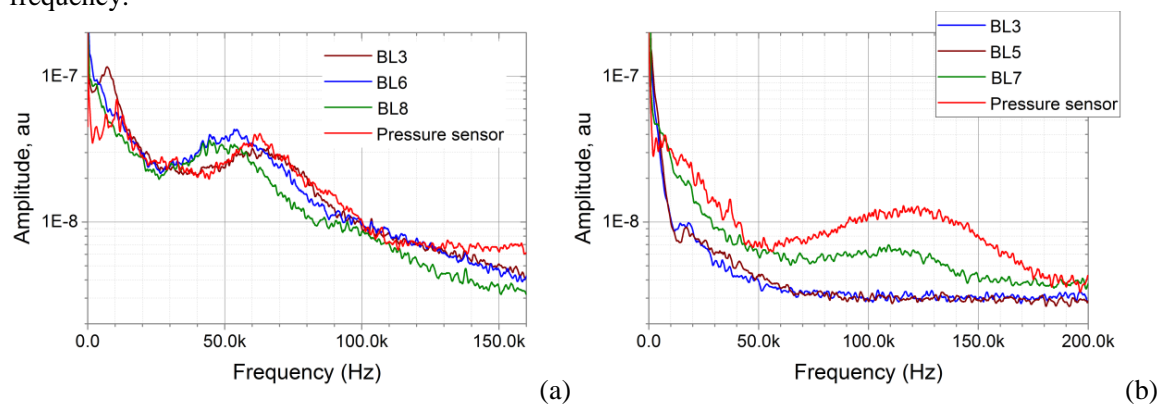 frequency.
BL3
BL6
BL8
Pressure sensor
1E-7
1E-8
Amplitude, au
0.0 50.0k 100.0k 150.0k
Frequency (Hz)
(a)
BL3
BL5
BL7
Pressure sensor
1E-7
1E-8
Amplitude, au
0.0 50.0k 100.0k 150.0k 200.0k
Frequency (Hz)
(b)